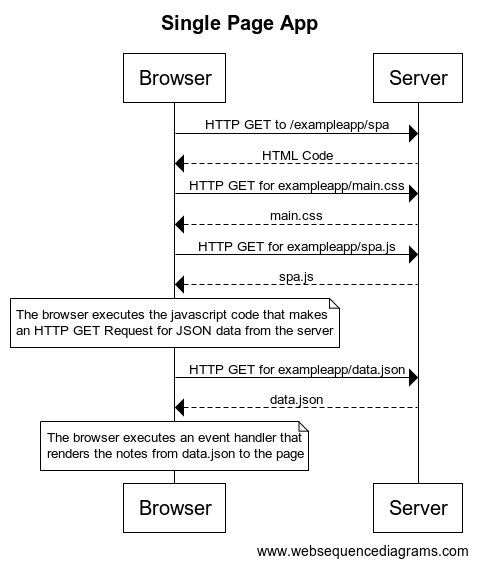 Single Page App
Browser
Server
HTTP GET to /exampleapp/spa
HTML Code
HTTP GET for exampleapp/main.css
main.css
HTTP GET for exampleapp/spa.js
spa.js
The browser executes the javascript code that makes
an HTTP GET Request for JSON data from the server
HTTP GET for exampleapp/data.json
data.json
The browser executes an event handler that
renders the notes from data.json to the page
Browser
Server
www.websequencediagrams.com